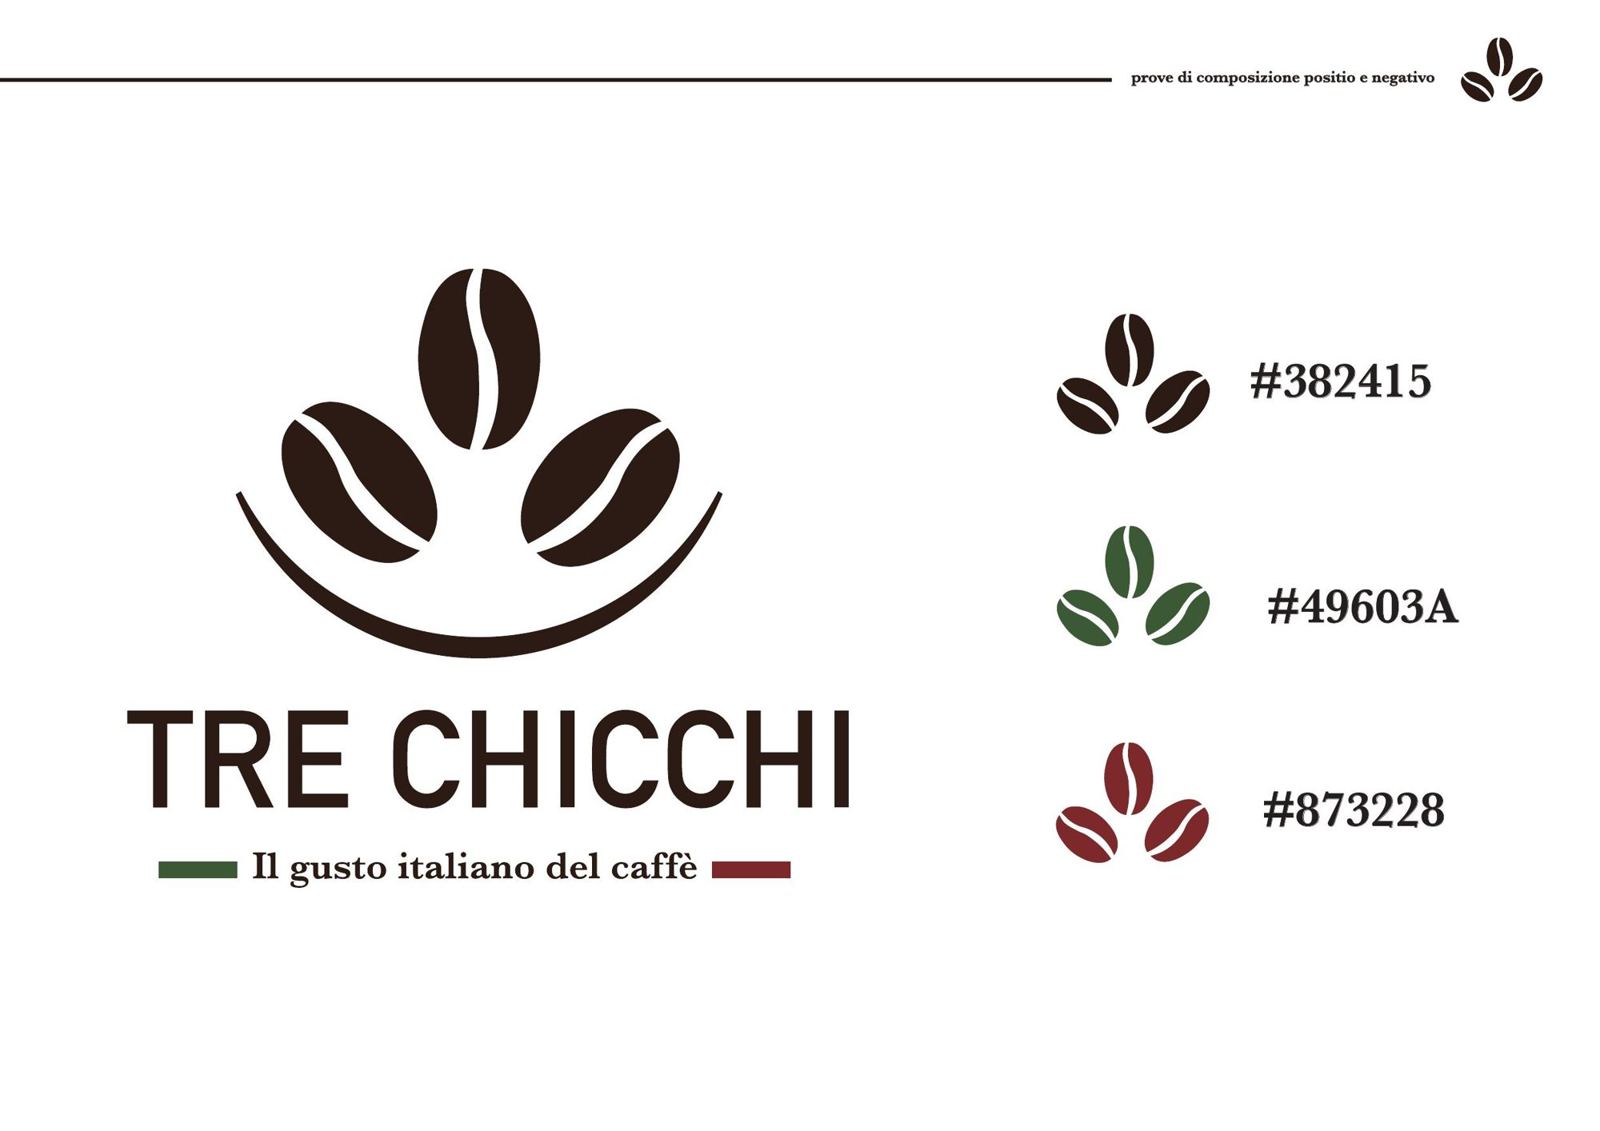 prove di composizione positio e negativo
TRE CHICCHI
Il gusto italiano del caffè
#382415
#49603A
#873228